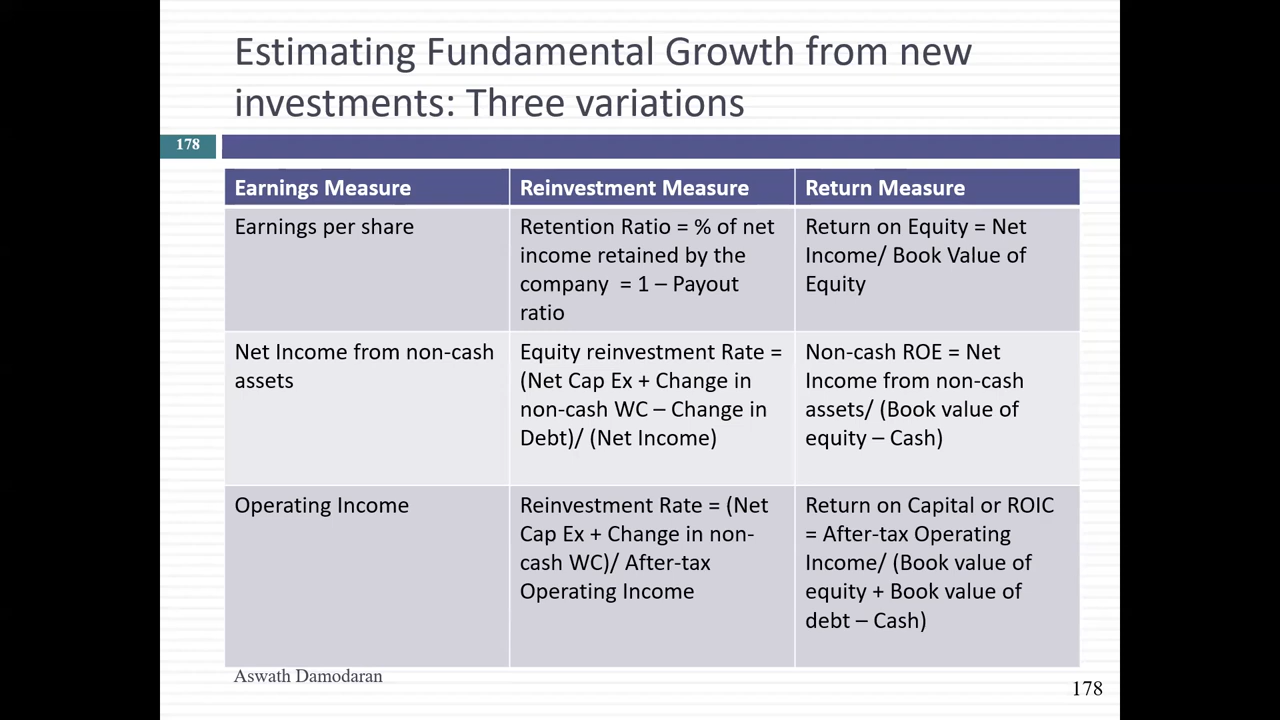 Estimating Fundamental Growth from new
investments: Three variations
178
Earnings Measure
Reinvestment Measure
Return Measure
Earnings per share
Retention Ratio = % of net
income retained by the
company = 1 – Payout
ratio
Return on Equity = Net
Income/ Book Value of
Equity
Net Income from non-cash
assets
Equity reinvestment Rate =
(Net Cap Ex + Change in
non-cash WC – Change in
Debt)/ (Net Income)
Non-cash ROE = Net
Income from non-cash
assets/ (Book value of
equity – Cash)
Operating Income
Reinvestment Rate = (Net
Cap Ex + Change in non-
cash WC)/ After-tax
Operating Income
Return on Capital or ROIC
= After-tax Operating
Income/ (Book value of
equity + Book value of
debt – Cash)
Aswath Damodaran
178